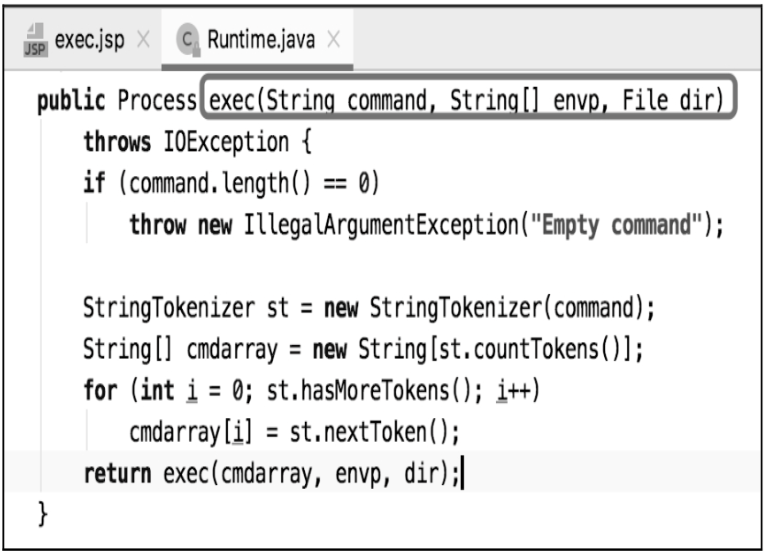 JSP exec.jsp × C Runtime.java ×
public Process exec(String command, String[] envp, File dir)
throws IOException {
if (command.length() == 0)
throw new IllegalArgumentException("Empty command");
StringTokenizer st = new StringTokenizer(command);
String[] cmdarray = new String[st.countTokens()];
for (int i = 0; st.hasMoreTokens(); i++)
cmdarray[i] = st.nextToken();
return exec(cmdarray, envp, dir);
}